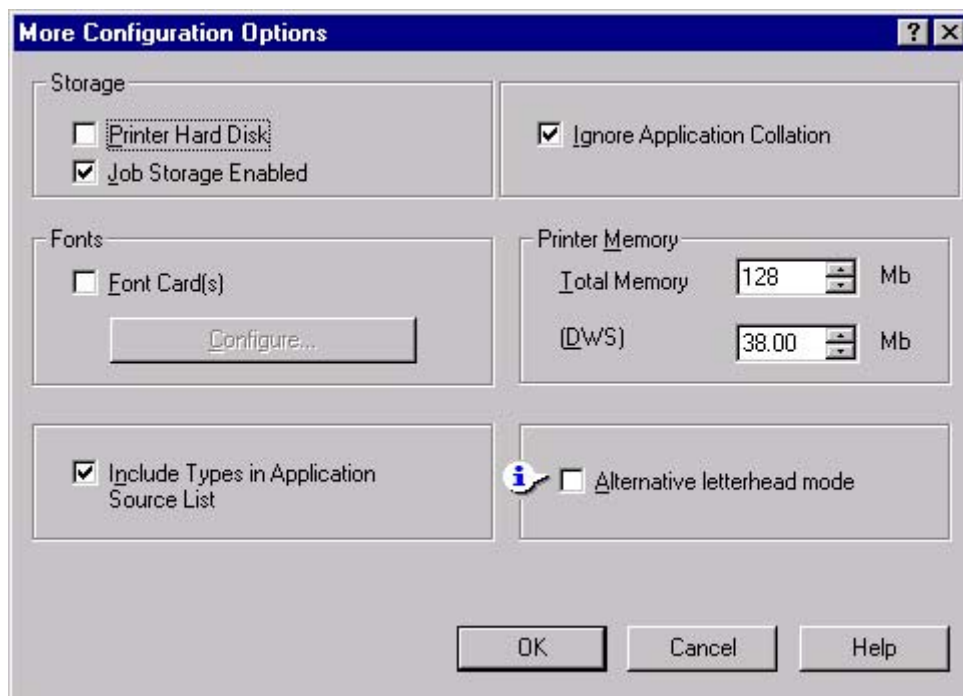 More Configuration Options
Storage
Printer Hard Disk
Job Storage Enabled
Ignore Application Collation
Fonts
Font Card(s)
Configure...
Printer Memory
Total Memory 128 Mb
(DWS) 38.00 Mb
Include Types in Application
Source List
Alternative letterhead mode
OK Cancel Help